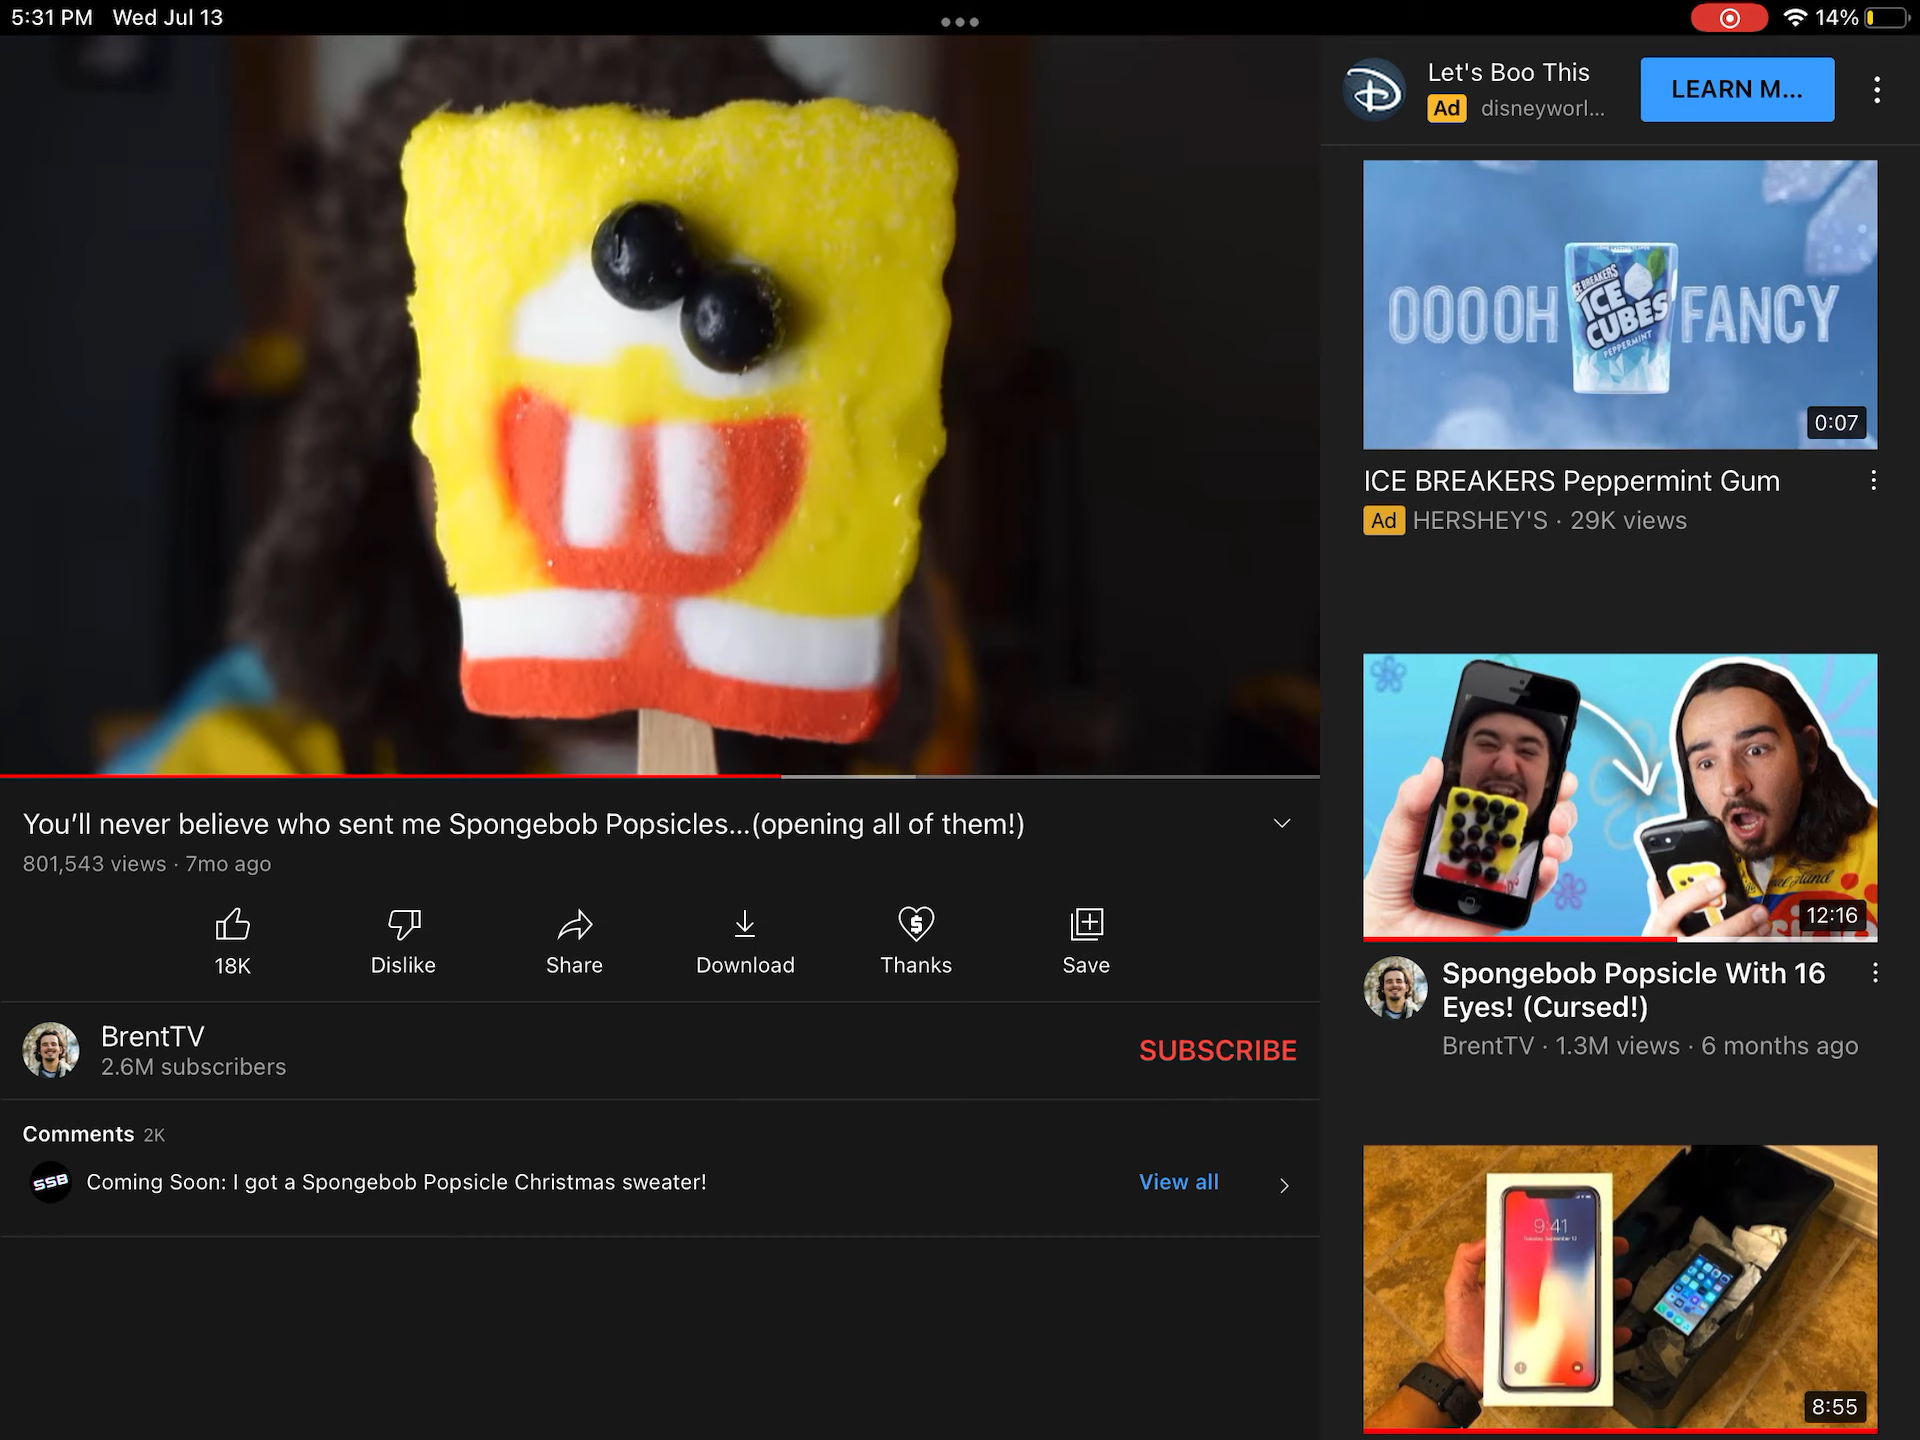 5:31 PM Wed Jul 13
14%
Let's Boo This
Ad disneyworl...
LEARN M...
OOOOH FANCY
ICE BREAKERS
ICE
CUBES
PEPPERMINT
0:07
ICE BREAKERS Peppermint Gum
Ad HERSHEY'S · 29K views
You’ll never believe who sent me Spongebob Popsicles...(opening all of them!)
801,543 views · 7mo ago
18K
Dislike
Share
Download
Thanks
Save
BrentTV
2.6M subscribers
SUBSCRIBE
Comments 2K
SSB
Coming Soon: I got a Spongebob Popsicle Christmas sweater!
View all
12:16
Spongebob Popsicle With 16
Eyes! (Cursed!)
BrentTV · 1.3M views · 6 months ago
9:41
8:55